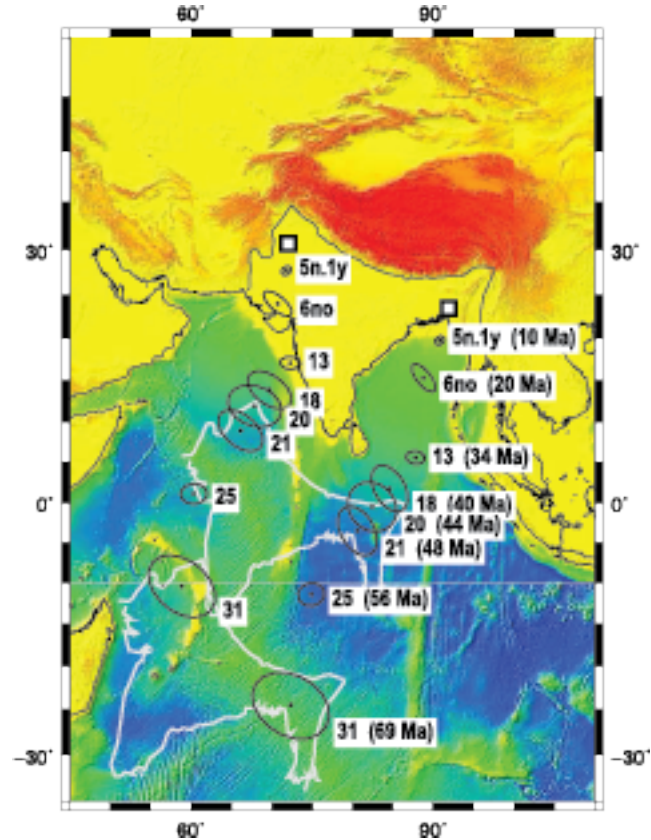 60°
90°
30°
30°
5n.1y
6no
5n.1y (10 Ma)
13
6no (20 Ma)
18
20
21
13 (34 Ma)
25
0°
0°
18 (40 Ma)
20 (44 Ma)
21 (48 Ma)
31
25 (56 Ma)
31 (69 Ma)
−30°
−30°
60°
90°